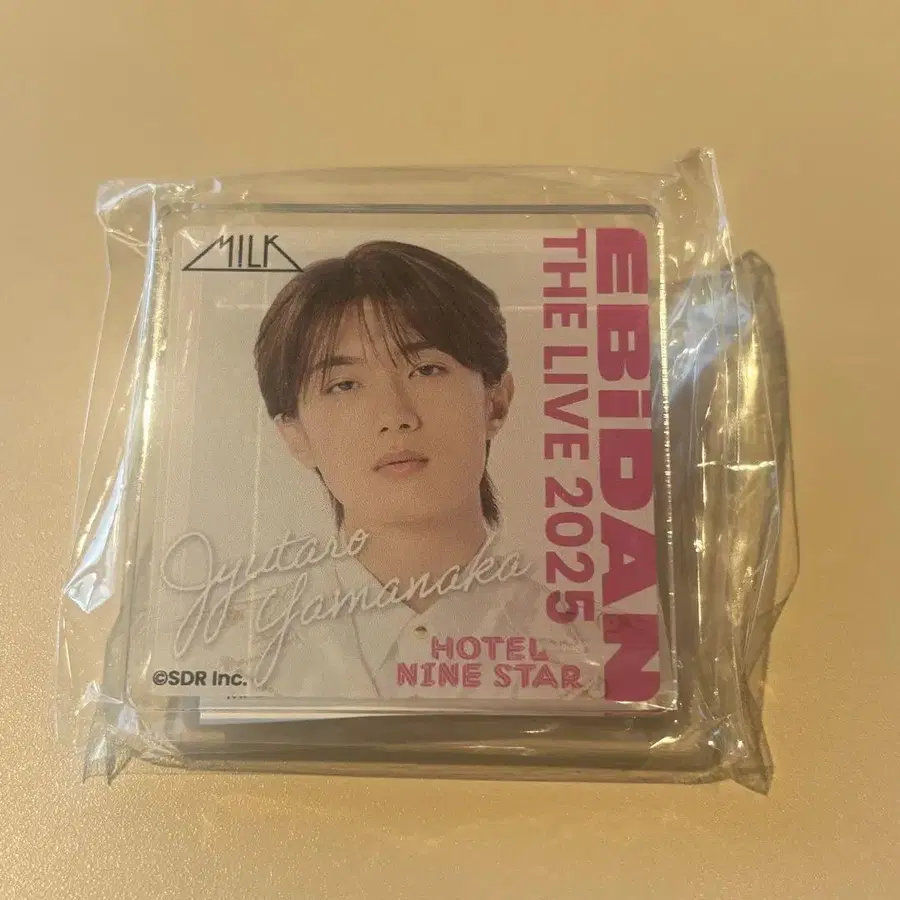 M!LK
EBiDAN
THE LIVE 2025
Jyutaro
Yamanaka
HOTEL
NINE STAR
©SDR Inc.